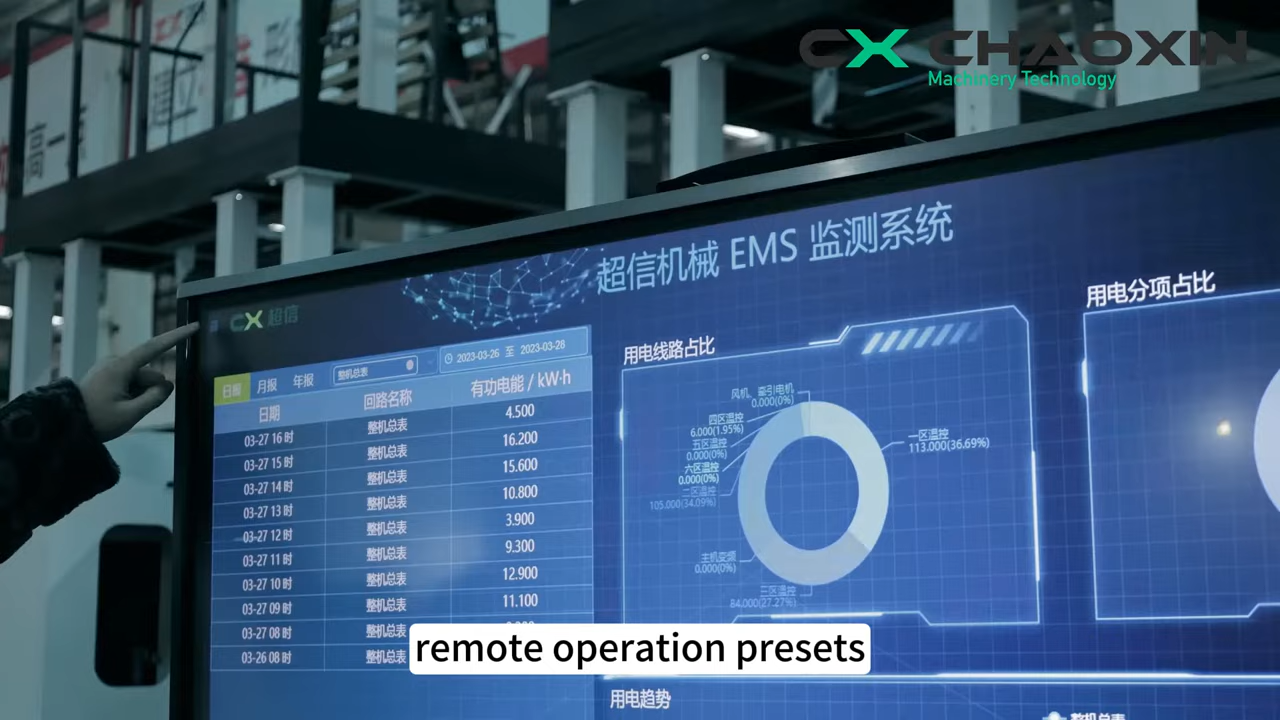 CX CHAOXIN
Machinery Technology
高一
超信机械 EMS 监测系统
CX 超信
日报 月报 年报 整机总表 2023-03-26 至 2023-03-28
日期 回路名称 有功电能 / kW·h
03-27 16 时 整机总表 4.500
03-27 15 时 整机总表 16.200
03-27 14 时 整机总表 15.600
03-27 13 时 整机总表 10.800
03-27 12 时 整机总表 3.900
03-27 11 时 整机总表 9.300
03-27 10 时 整机总表 12.900
03-27 09 时 整机总表 11.100
03-27 08 时 整机总表
03-26 08 时 整机总表
用电线路占比
风机、牵引电机
0.000(0%)
四区温控
6.000(1.95%)
五区温控
0.000(0%)
六区温控
0.000(0%)
二区温控
105.000(34.09%)
主机变频
0.000(0%)
三区温控
84.000(27.27%)
一区温控
113.000(36.69%)
用电分项占比
用电趋势
整机总表
remote operation presets